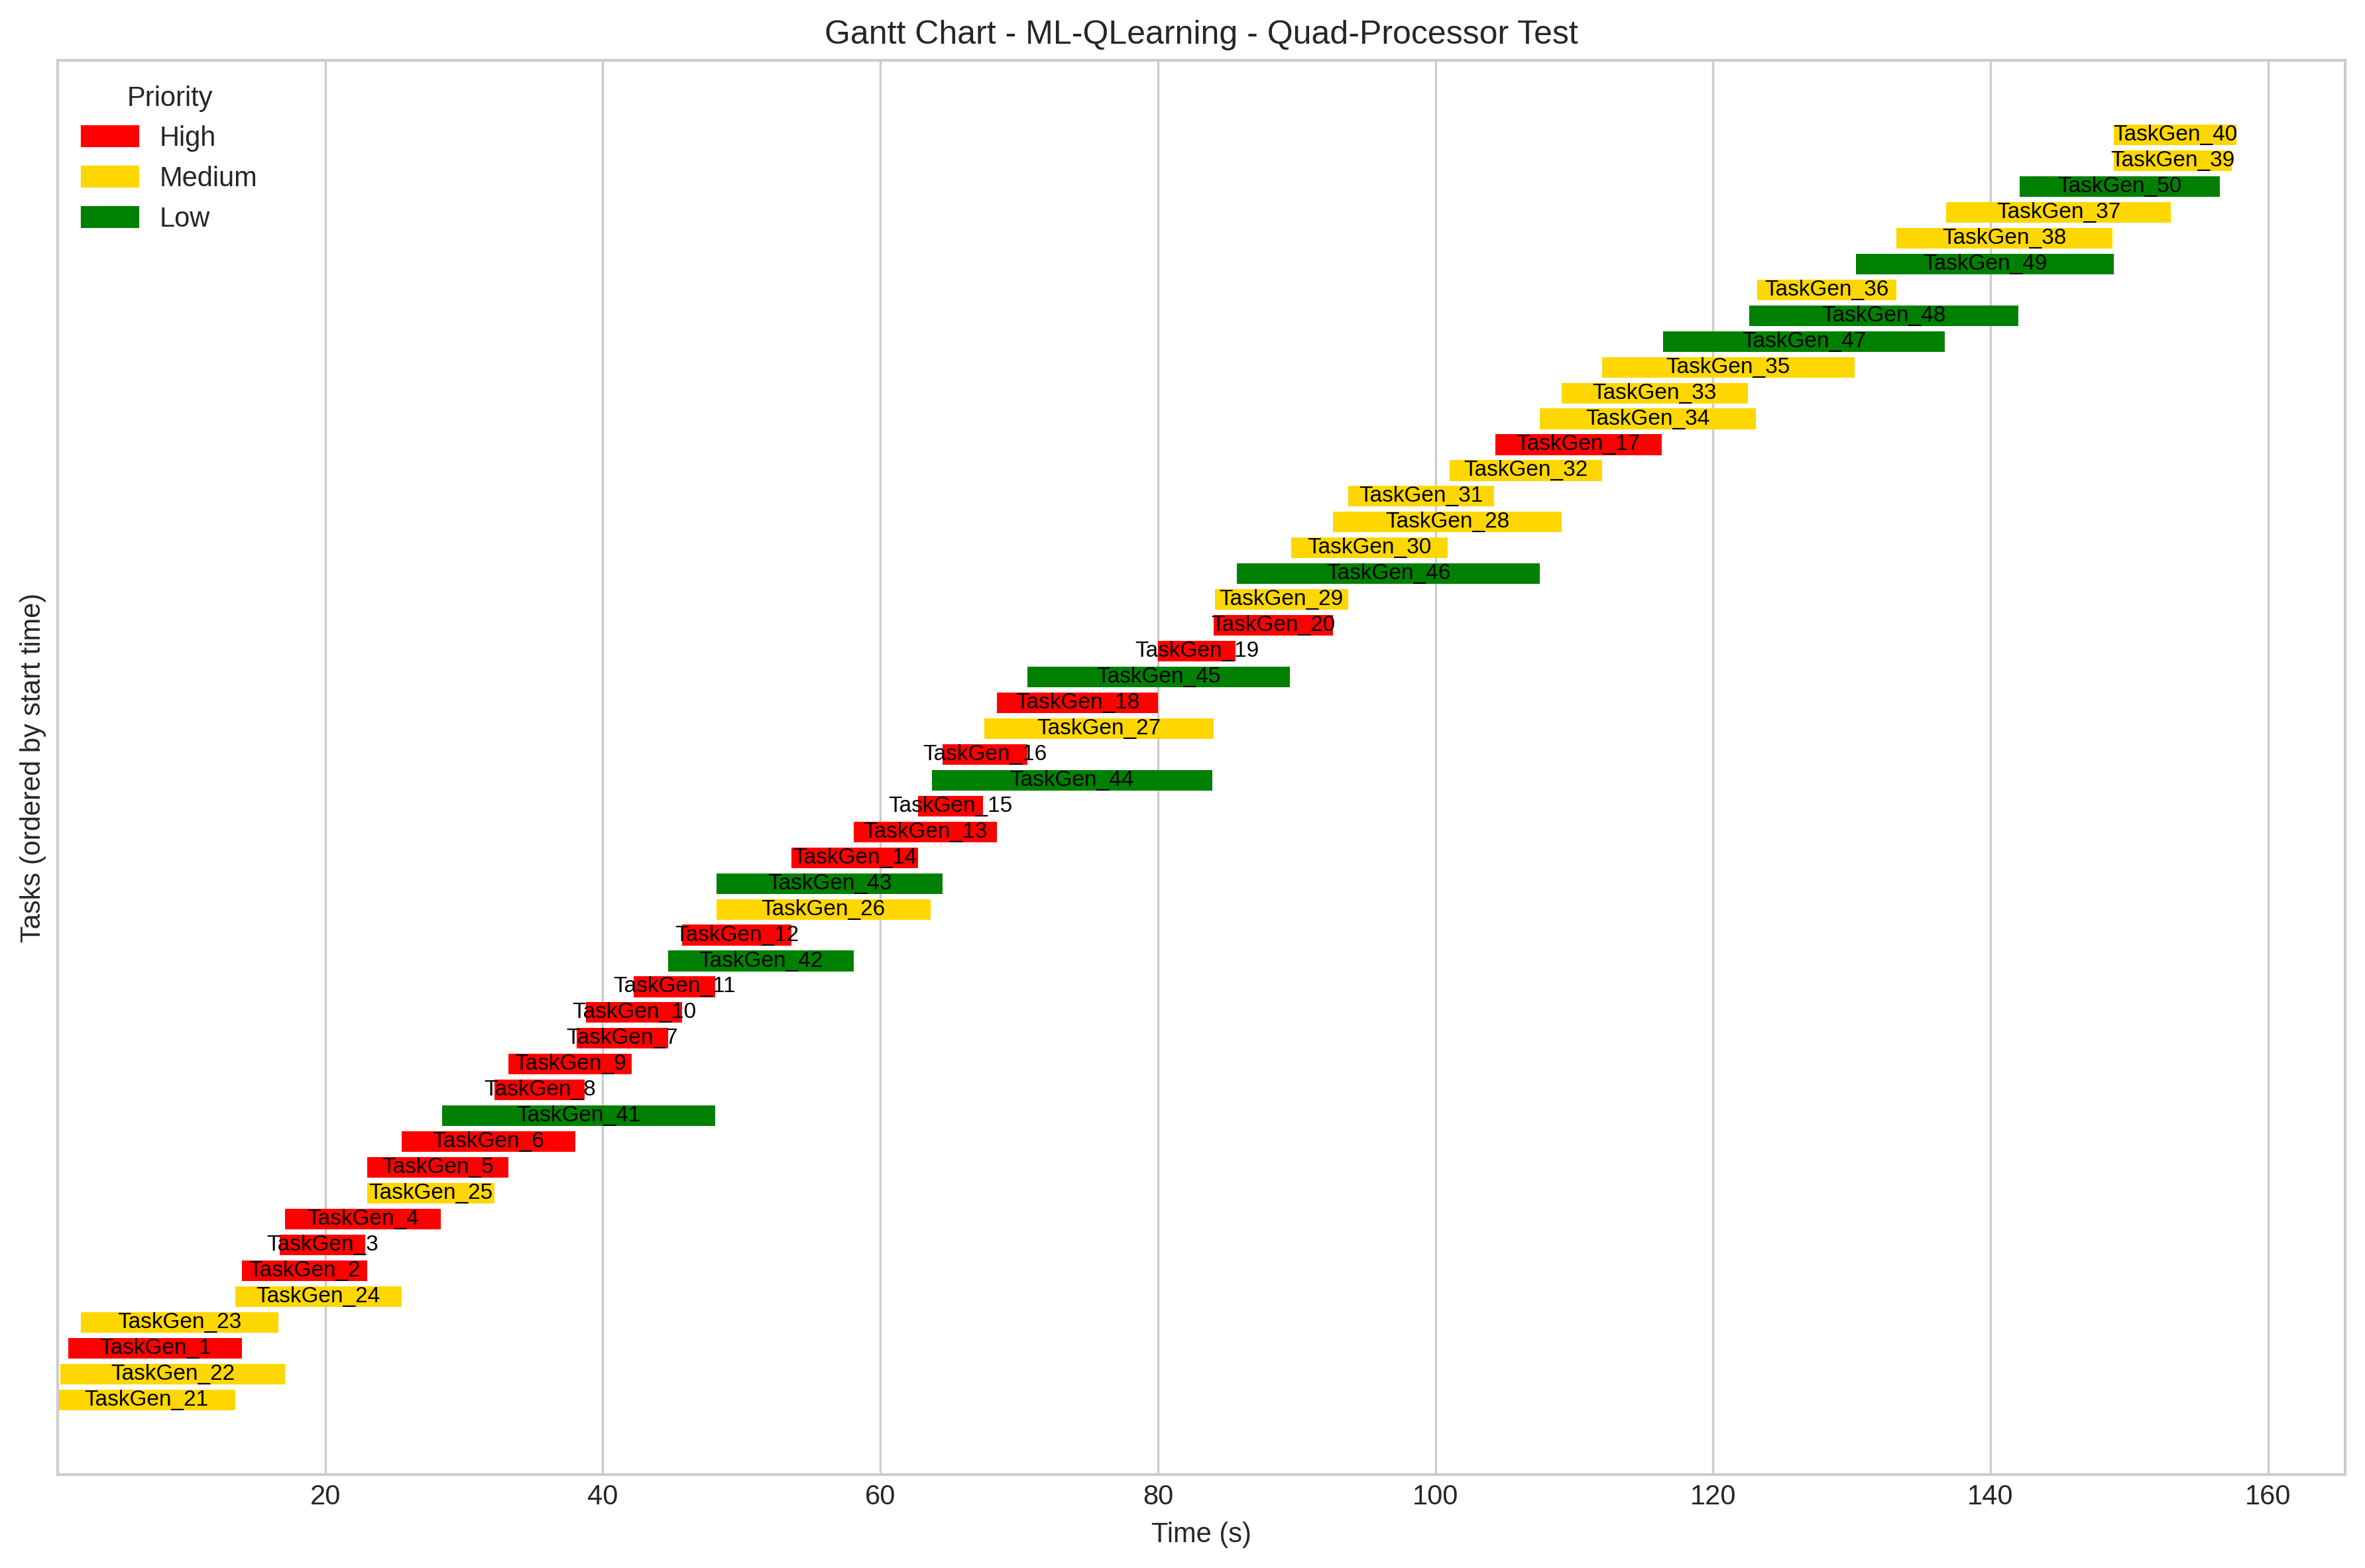 Gantt Chart - ML-QLearning - Quad-Processor Test
Priority
High
Medium
Low
TaskGen_40
TaskGen_39
TaskGen_50
TaskGen_37
TaskGen_38
TaskGen_49
TaskGen_36
TaskGen_48
TaskGen_47
TaskGen_35
TaskGen_33
TaskGen_34
TaskGen_17
TaskGen_32
TaskGen_31
TaskGen_28
TaskGen_30
TaskGen_46
TaskGen_29
TaskGen_20
TaskGen_19
TaskGen_45
TaskGen_18
TaskGen_27
TaskGen_16
TaskGen_44
TaskGen_15
TaskGen_13
TaskGen_14
TaskGen_43
TaskGen_26
TaskGen_12
TaskGen_42
TaskGen_11
TaskGen_10
TaskGen_7
TaskGen_9
TaskGen_8
TaskGen_41
TaskGen_6
TaskGen_5
TaskGen_25
TaskGen_4
TaskGen_3
TaskGen_2
TaskGen_24
TaskGen_23
TaskGen_1
TaskGen_22
TaskGen_21
Tasks (ordered by start time)
20 40 60 80 100 120 140 160
Time (s)